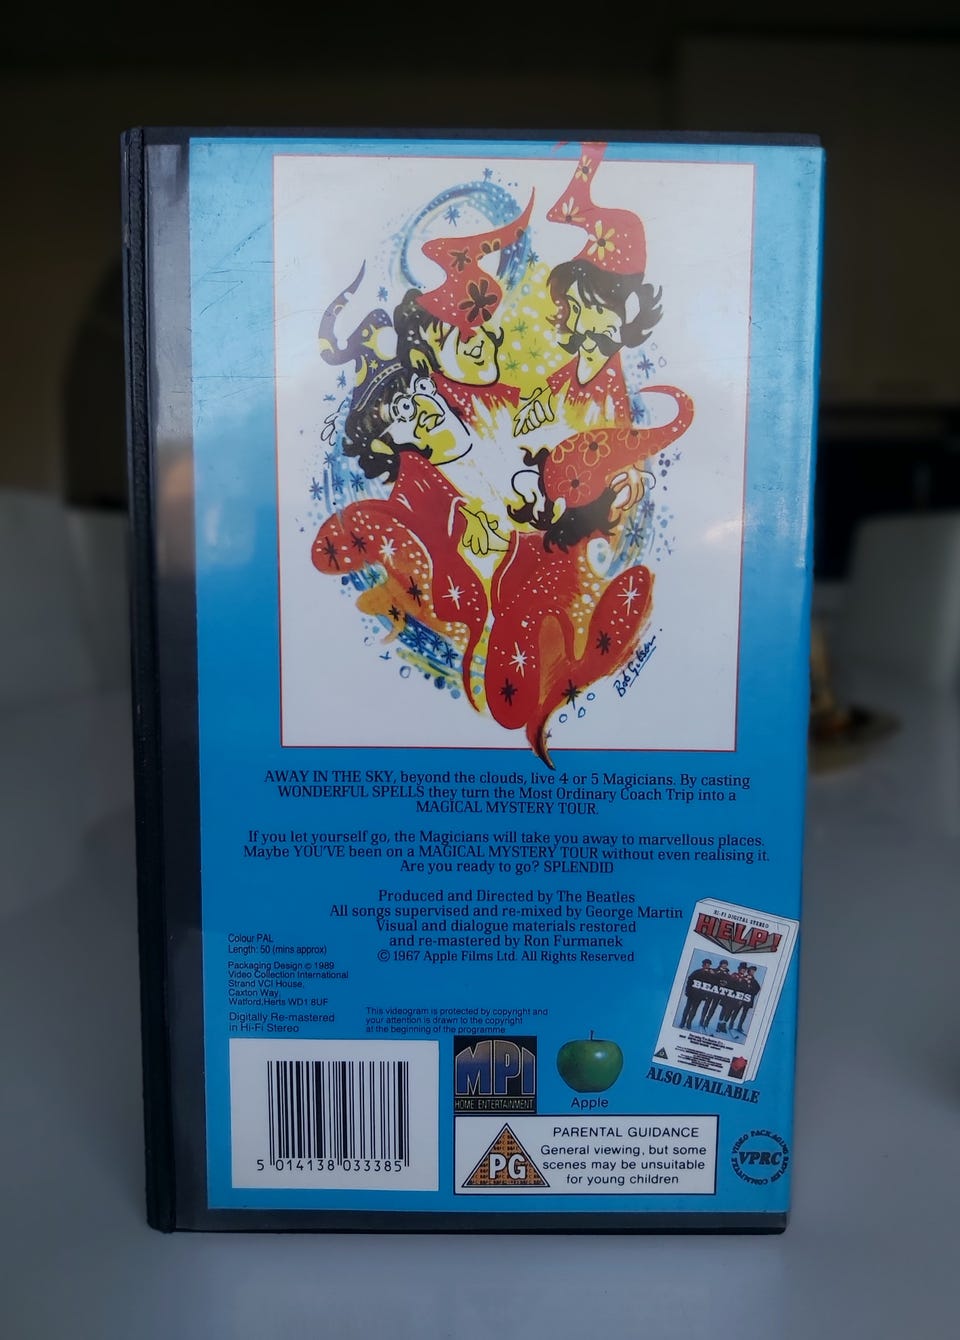 Bob Gibson.
AWAY IN THE SKY, beyond the clouds, live 4 or 5 Magicians. By casting
WONDERFUL SPELLS they turn the Most Ordinary Coach Trip into a
MAGICAL MYSTERY TOUR.
If you let yourself go, the Magicians will take you away to marvellous places.
Maybe YOU'VE been on a MAGICAL MYSTERY TOUR without even realising it.
Are you ready to go? SPLENDID
Produced and Directed by The Beatles
All songs supervised and re-mixed by George Martin
Visual and dialogue materials restored
and re-mastered by Ron Furmanek
© 1967 Apple Films Ltd. All Rights Reserved
Colour PAL
Length: 50 (mins approx)
Packaging Design © 1989
Video Collection International
Strand VCI House,
Caxton Way,
Watford, Herts WD1 8UF
Digitally Re-mastered
in Hi-Fi Stereo
This videogram is protected by copyright and
your attention is drawn to the copyright
at the beginning of the programme
HI-FI DIGITAL STEREO
HELP!
BEATLES
ALSO AVAILABLE
5 014138 033385
MPI
HOME ENTERTAINMENT
Apple
PG
PARENTAL GUIDANCE
General viewing, but some
scenes may be unsuitable
for young children
VIDEO PACKAGING REVIEW COMMITTEE
VPRC